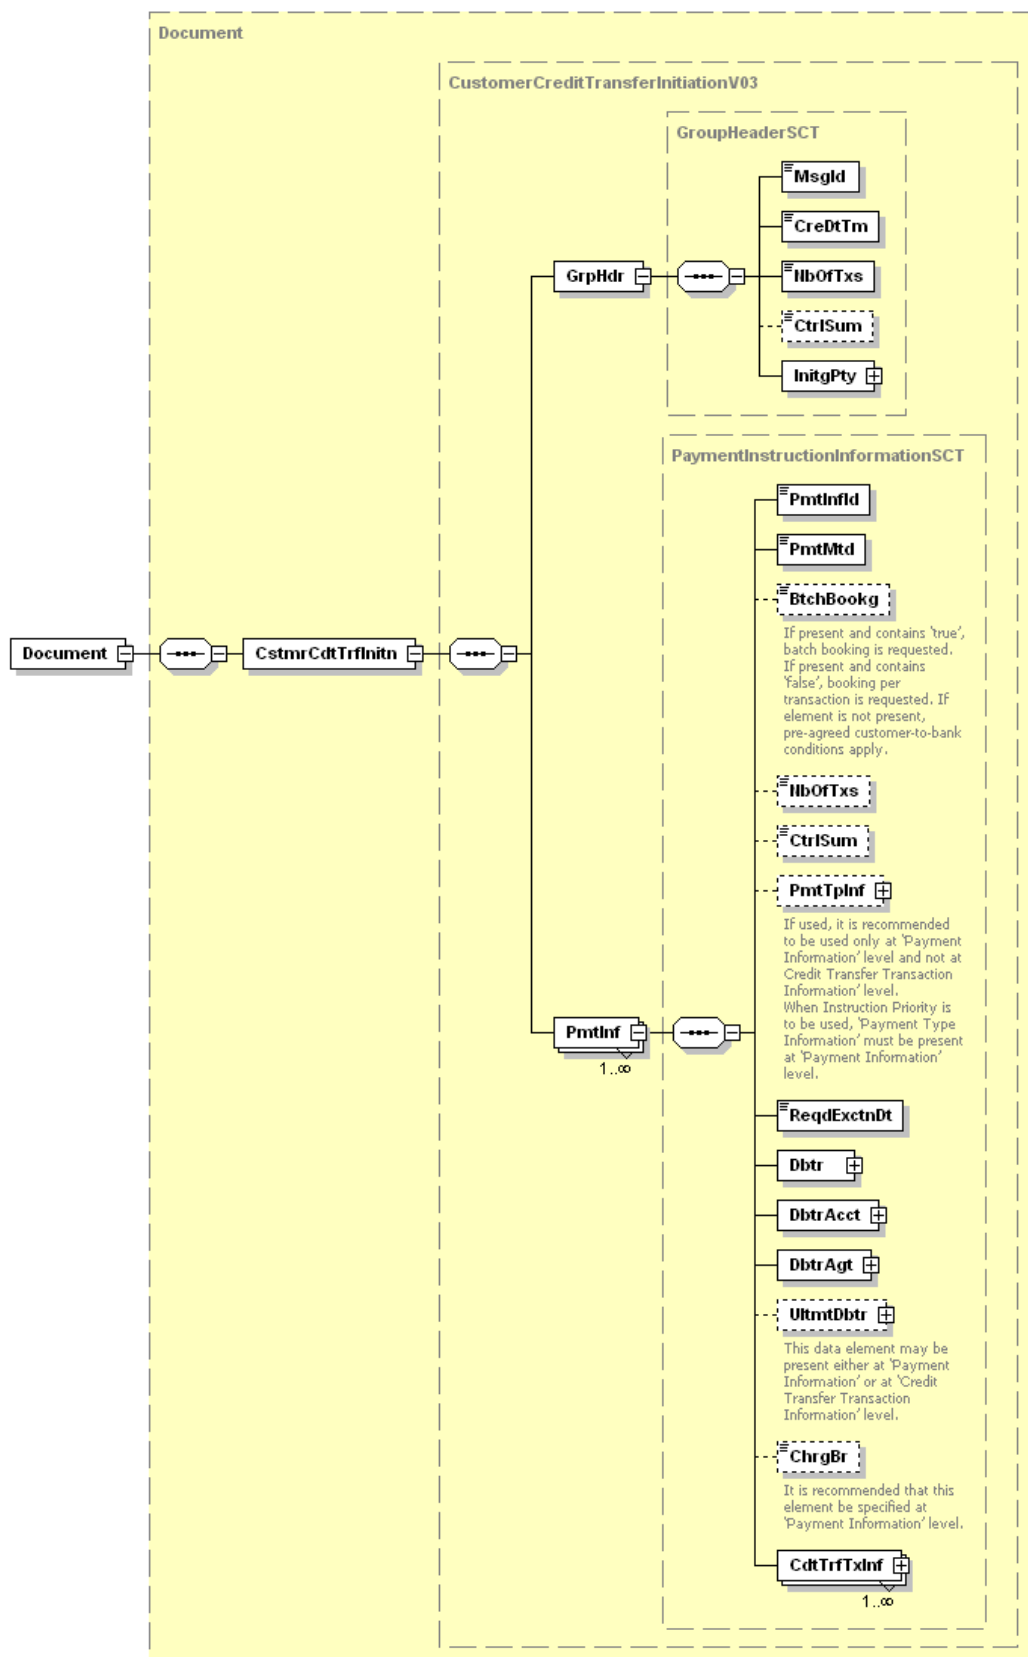 Document
CustomerCreditTransferInitiationV03
GroupHeaderSCT
MsgId
CreDtTm
GrpHdr
NbOfTxs
CtrlSum
InitgPty
PaymentInstructionInformationSCT
PmtInfId
PmtMtd
BtchBookg
If present and contains 'true',
batch booking is requested.
If present and contains
'false', booking per
transaction is requested. If
element is not present,
pre-agreed customer-to-bank
conditions apply.
Document
CstmrCdtTrfInitn
NbOfTxs
CtrlSum
PmtTpInf
If used, it is recommended
to be used only at 'Payment
Information' level and not at
Credit Transfer Transaction
Information' level.
When Instruction Priority is
to be used, 'Payment Type
Information' must be present
at 'Payment Information'
level.
PmtInf
1..∞
ReqdExctnDt
Dbtr
DbtrAcct
DbtrAgt
UltmtDbtr
This data element may be
present either at 'Payment
Information' or at 'Credit
Transfer Transaction
Information' level.
ChrgBr
It is recommended that this
element be specified at
'Payment Information' level.
CdtTrfTxInf
1..∞